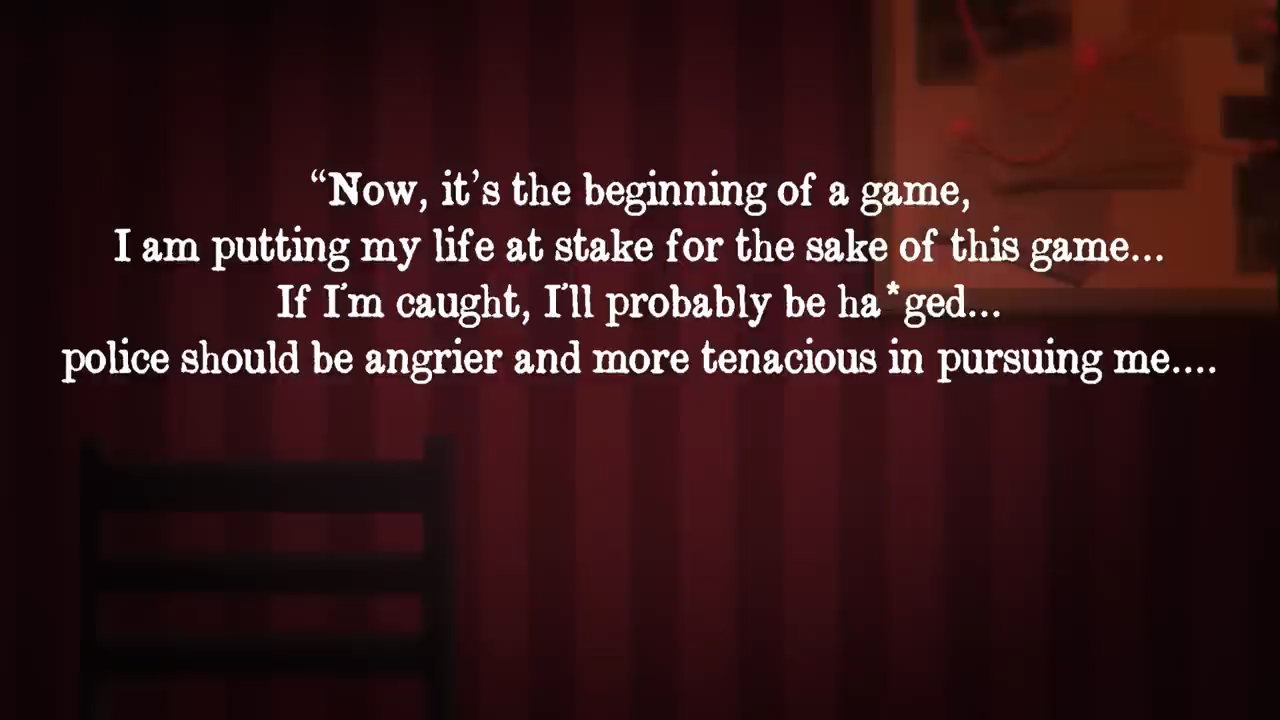 “Now, it’s the beginning of a game,
I am putting my life at stake for the sake of this game...
If I'm caught, I'll probably be ha*ged...
police should be angrier and more tenacious in pursuing me....